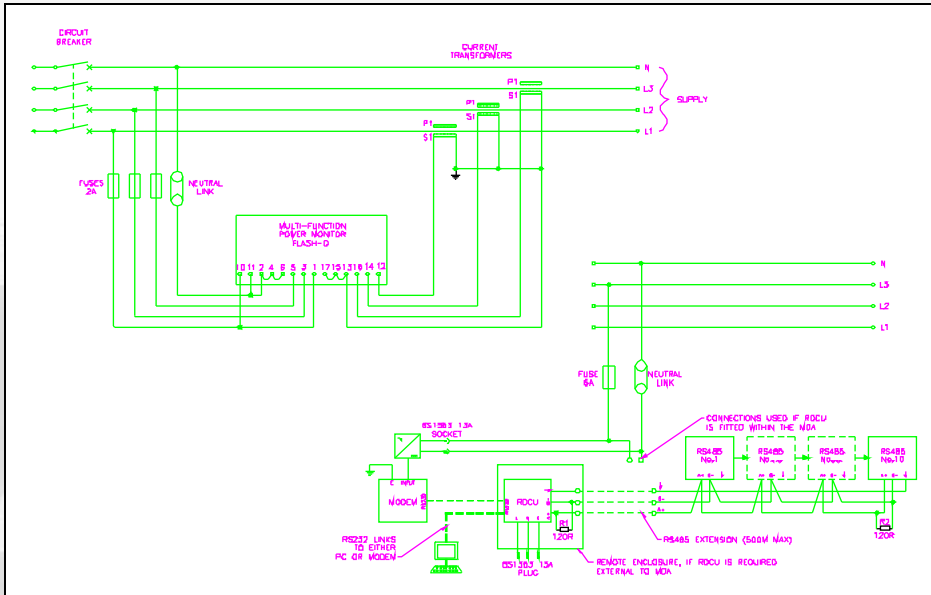 CIRCUIT
BREAKER
CURRENT
TRANSFORMERS
N
P1
L3
S1
SUPPLY
P1
L2
S1
P1
L1
S1
FUSES
2A
NEUTRAL
LINK
MULTI-FUNCTION
POWER MONITOR
FLASH-D
10 11 2 4 6 5 3 1 17 15 13 16 14 12
N
L3
L2
L1
FUSE
6A
NEUTRAL
LINK
CONNECTIONS USED IF RDCU
IS FITTED WITHIN THE MDA
BS1363 13A
SOCKET
RS485
No.1
RS485
RS485
RS485
No.10
INPUT
MODEM
RDCU
B-
A+
R1
120R
R2
120R
RS485 EXTENSION (500M MAX)
RS232 LINKS
TO EITHER
PC OR MODEM
BS1363 13A
PLUG
REMOTE ENCLOSURE, IF RDCU IS REQUIRED
EXTERNAL TO MDA